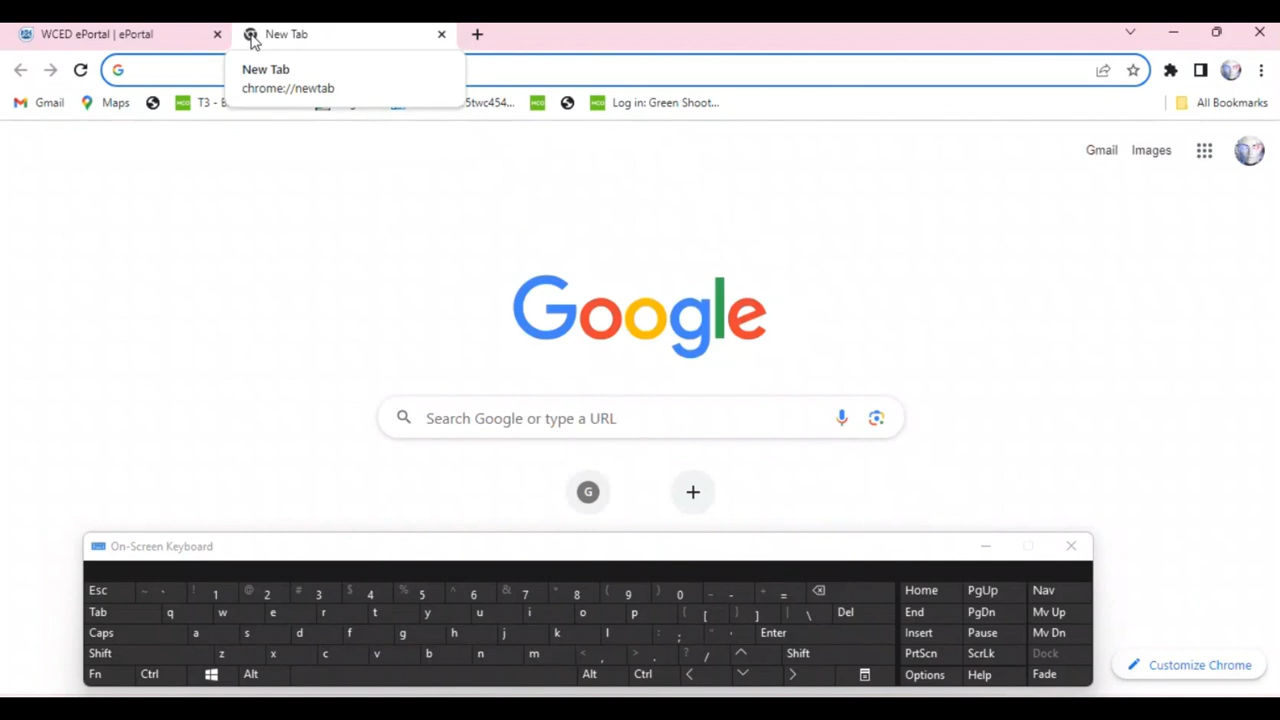 WCED ePortal | ePortal
New Tab
New Tab
chrome://newtab
Gmail
Maps
T3 -
5twc454...
Log in: Green Shoot...
All Bookmarks
Gmail
Images
Google
Search Google or type a URL
G
On-Screen Keyboard
Esc ~ ` ! 1 @ 2 # 3 $ 4 % 5 ^ 6 & 7 * 8 ( 9 ) 0 _ - + = Home PgUp Nav
Tab q w e r t y u i o p { [ } ] | \ Del End PgDn Mv Up
Caps a s d f g h j k l : ; " ' Enter Insert Pause Mv Dn
Shift z x c v b n m < , > . ? / Shift PrtScn ScrLk Dock
Fn Ctrl Alt Alt Ctrl Options Help Fade
Customize Chrome